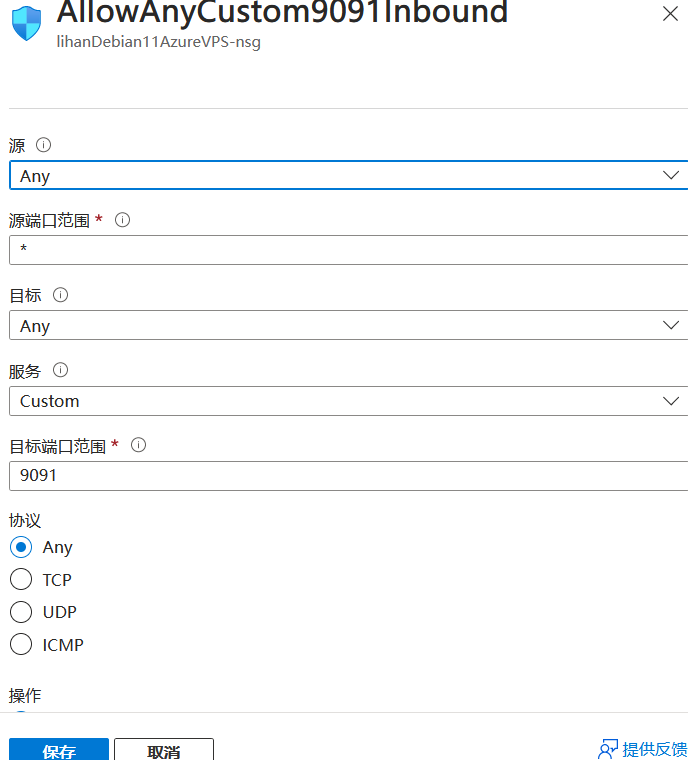 AllowAnyCustom9091Inbound
lihanDebian11AzureVPS-nsg
源
Any
源端口范围 *
*
目标
Any
服务
Custom
目标端口范围 *
9091
协议
Any
TCP
UDP
ICMP
操作
保存 取消 提供反馈